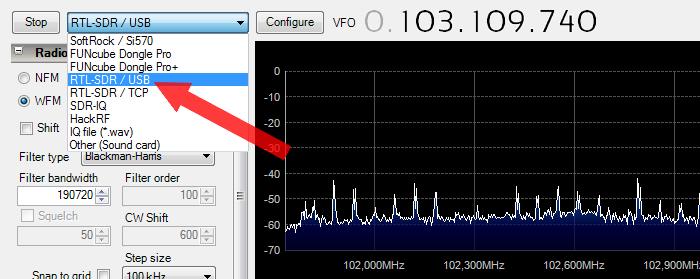 Stop RTL-SDR / USB Configure VFO 0.103.109.740
SoftRock / Si570
Radio
FUNcube Dongle Pro
FUNcube Dongle Pro+
NFM RTL-SDR / USB
RTL-SDR / TCP
WFM SDR-IQ
HackRF
Shift IQ file (*.wav)
Other (Sound card)
Filter type Blackman-Harris
Filter bandwidth Filter order
190720 100
Squelch CW Shift
50 600
Step size
Snap to grid 100 kHz
0
-10
-20
-30
-40
-50
-60
-70
102,000MHz 102,300MHz 102,600MHz 102,900MHz